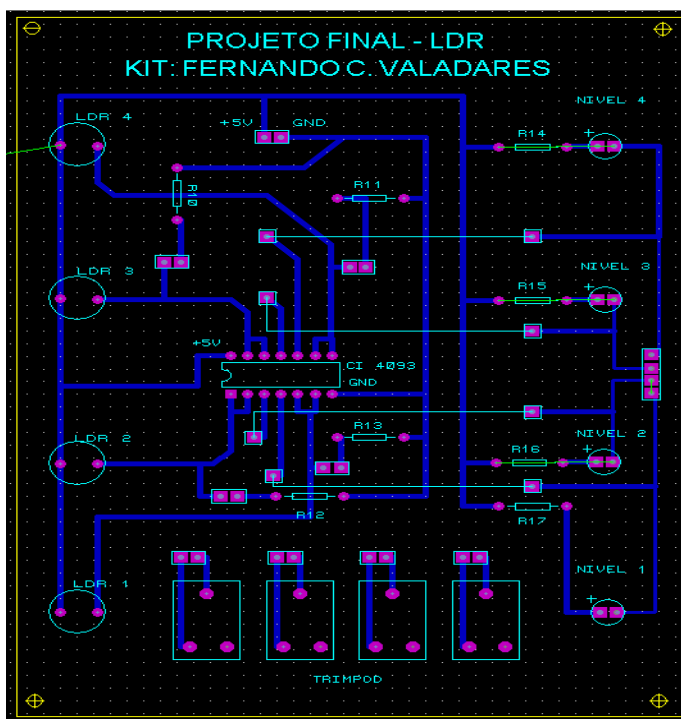 PROJETO FINAL - LDR
KIT: FERNANDO C. VALADARES
LDR 4
+5V GND
NIVEL 4
+
R14
R10
R11
LDR 3
NIVEL 3
+
R15
+5V
CI 4093
GND
LDR 2
R13
NIVEL 2
+
R16
R12
R17
LDR 1
NIVEL 1
+
TRIMPOD